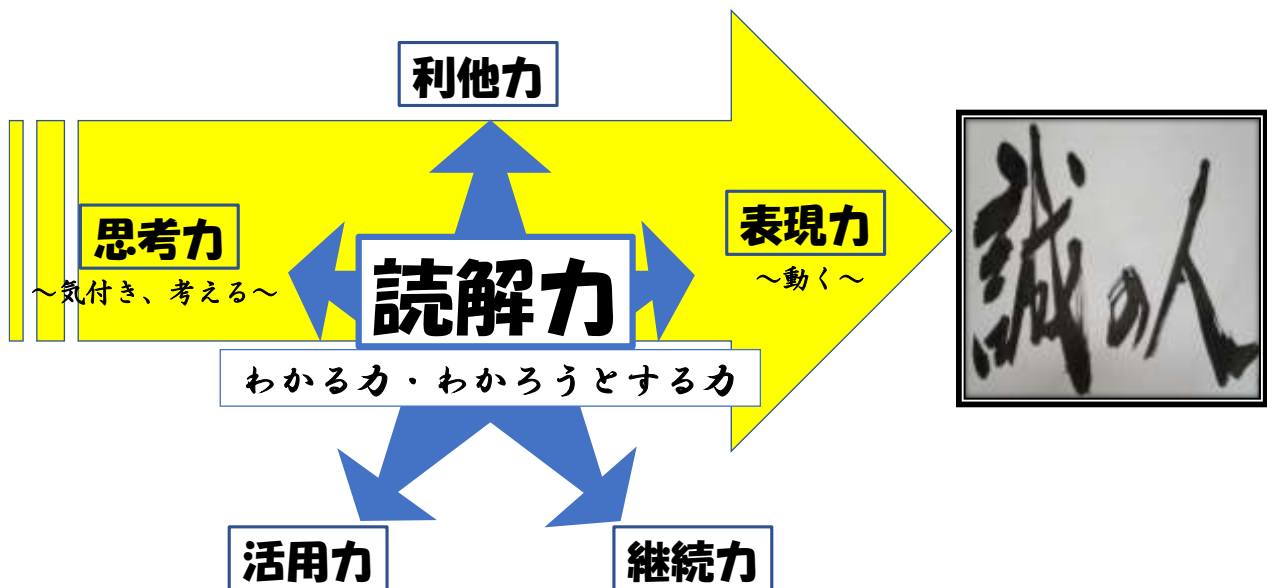 利他力
思考力
～気付き、考える～
読解力
わかる力・わかろうとする力
表現力
～動く～
誠の人
活用力
継続力